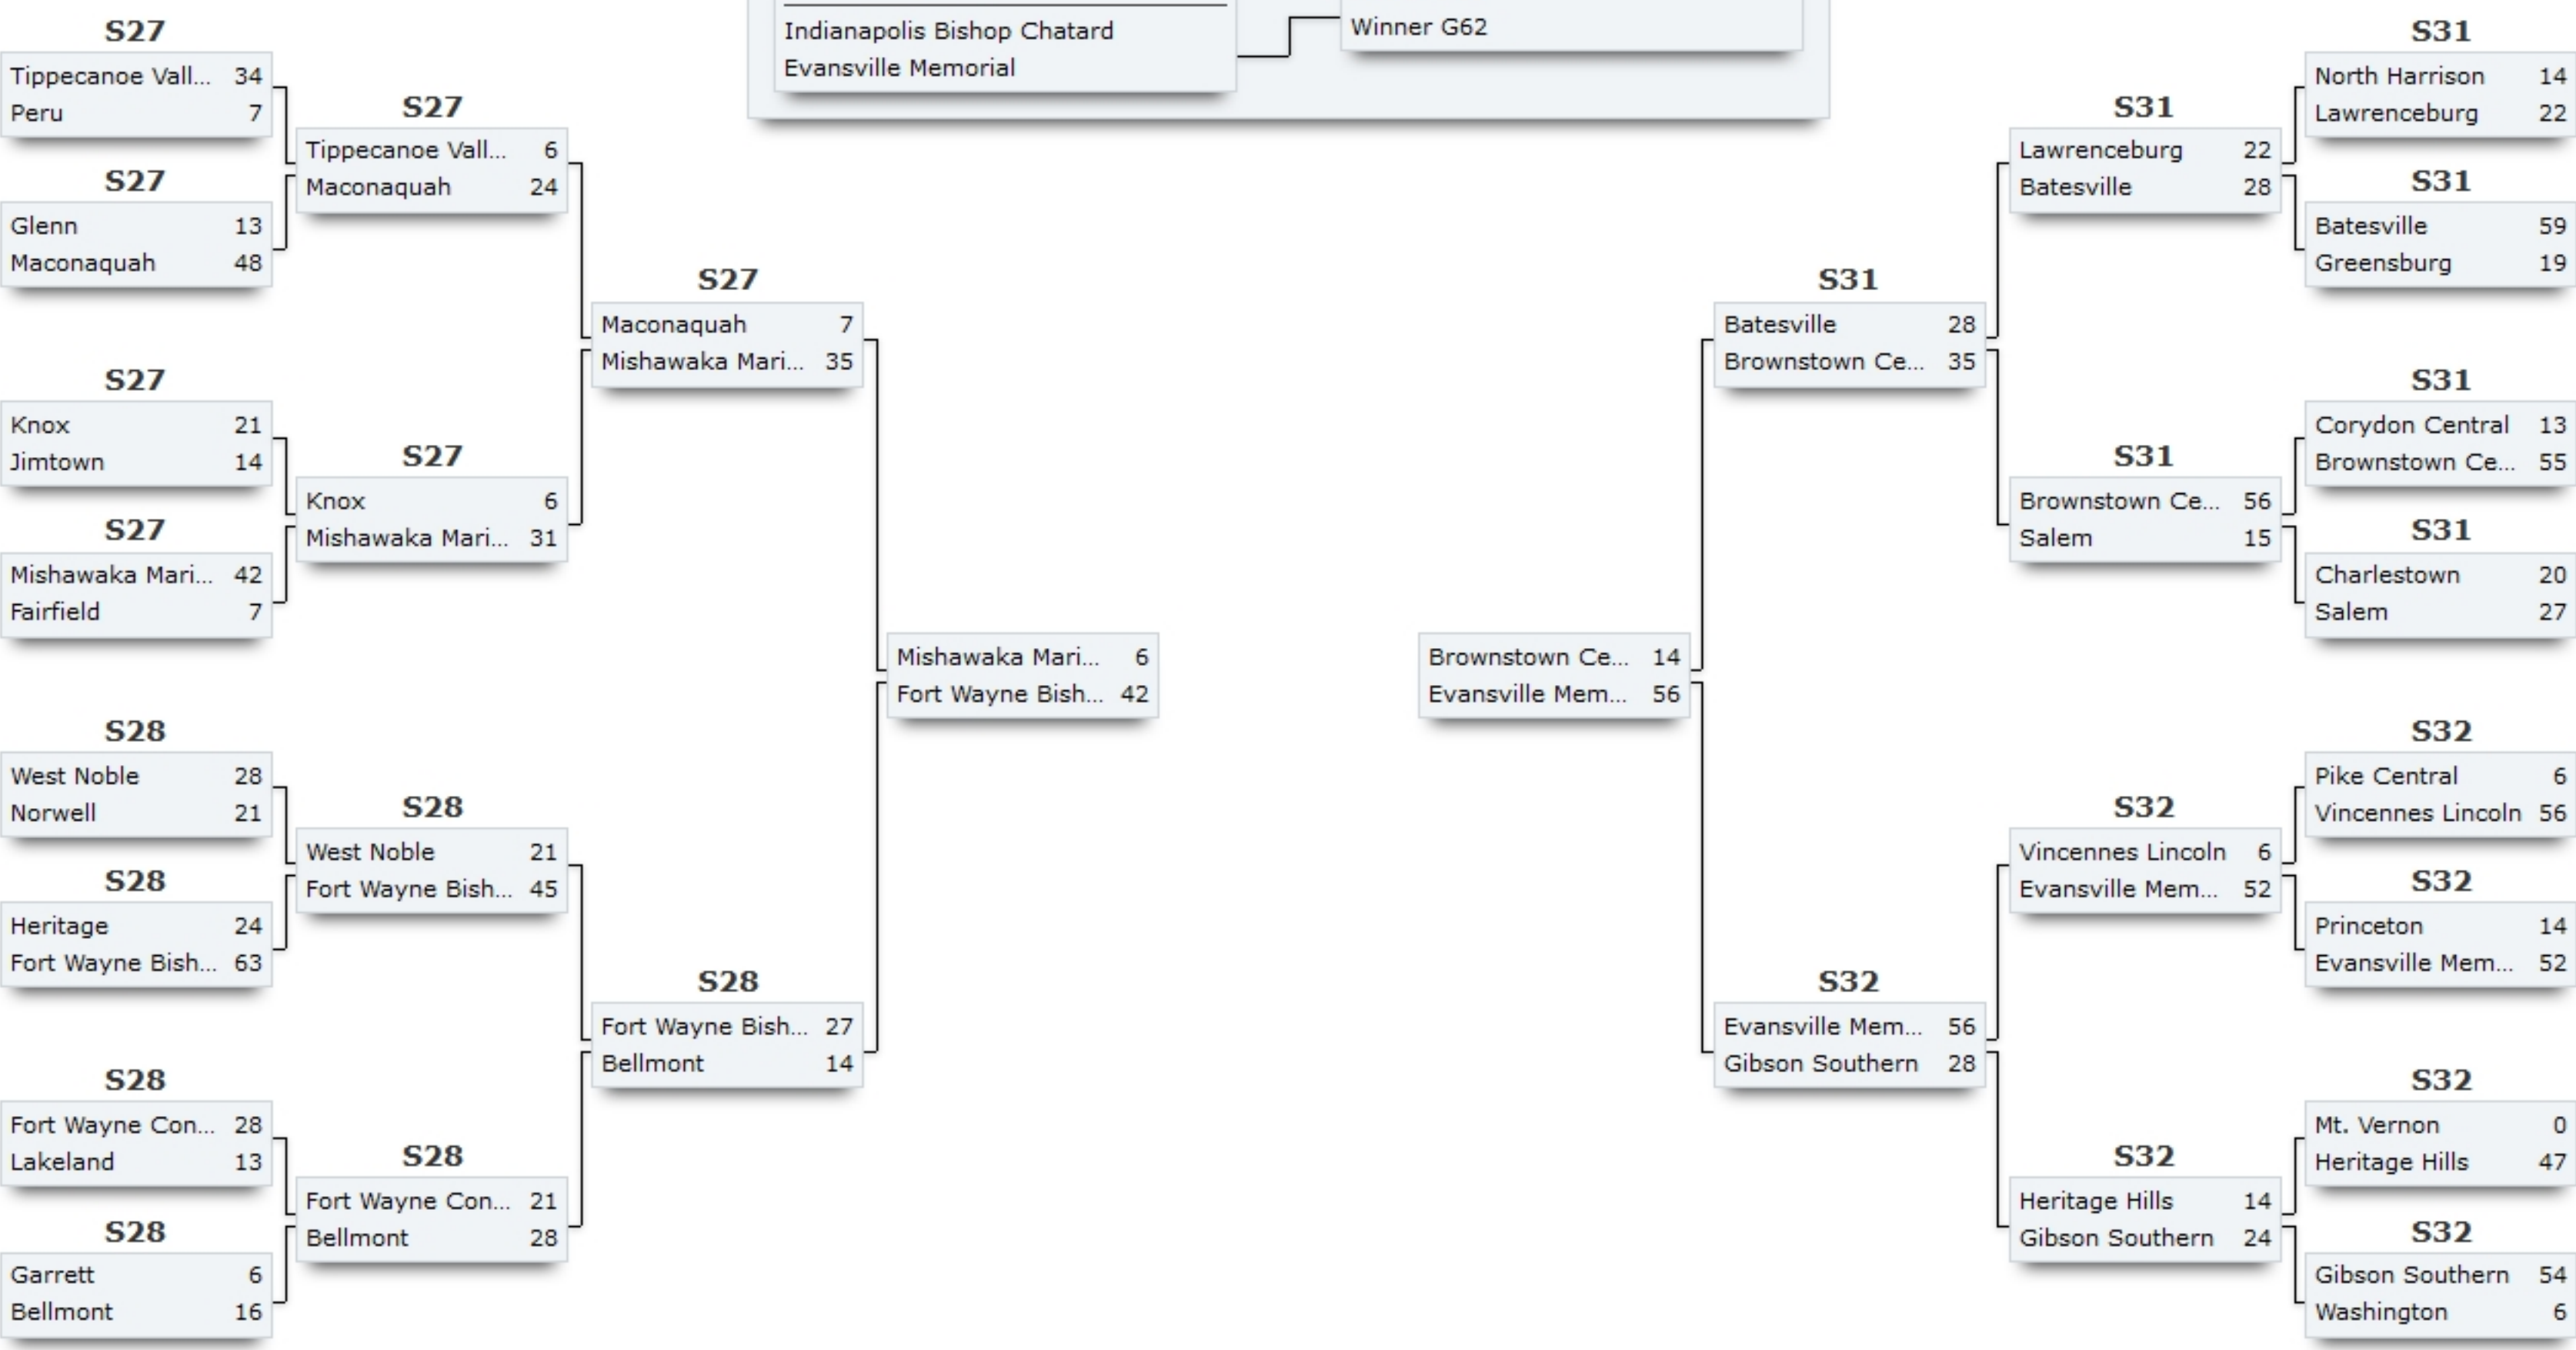 Indianapolis Bishop Chatard
Evansville Memorial
Winner G62
S27
Tippecanoe Vall... 34
Peru 7
S27
Glenn 13
Maconaquah 48
S27
Knox 21
Jimtown 14
S27
Mishawaka Mari... 42
Fairfield 7
S28
West Noble 28
Norwell 21
S28
Heritage 24
Fort Wayne Bish... 63
S28
Fort Wayne Con... 28
Lakeland 13
S28
Garrett 6
Bellmont 16
S27
Tippecanoe Vall... 6
Maconaquah 24
S27
Knox 6
Mishawaka Mari... 31
S28
West Noble 21
Fort Wayne Bish... 45
S28
Fort Wayne Con... 21
Bellmont 28
S27
Maconaquah 7
Mishawaka Mari... 35
S28
Fort Wayne Bish... 27
Bellmont 14
Mishawaka Mari... 6
Fort Wayne Bish... 42
Brownstown Ce... 14
Evansville Mem... 56
S31
Batesville 28
Brownstown Ce... 35
S32
Evansville Mem... 56
Gibson Southern 28
S31
Lawrenceburg 22
Batesville 28
S31
Brownstown Ce... 56
Salem 15
S32
Vincennes Lincoln 6
Evansville Mem... 52
S32
Heritage Hills 14
Gibson Southern 24
S31
North Harrison 14
Lawrenceburg 22
S31
Batesville 59
Greensburg 19
S31
Corydon Central 13
Brownstown Ce... 55
S31
Charlestown 20
Salem 27
S32
Pike Central 6
Vincennes Lincoln 56
S32
Princeton 14
Evansville Mem... 52
S32
Mt. Vernon 0
Heritage Hills 47
S32
Gibson Southern 54
Washington 6